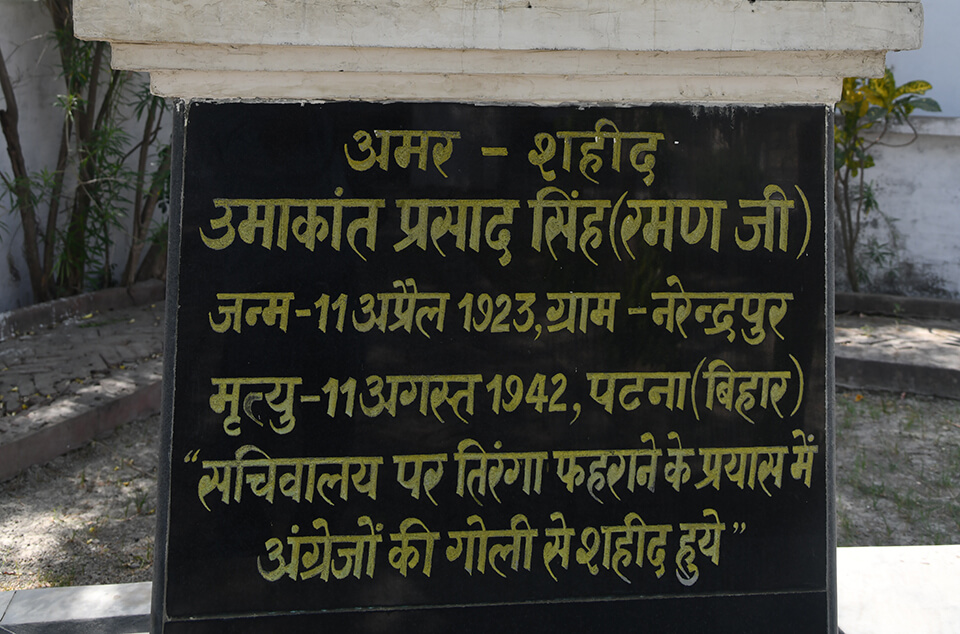 अमर - शहीद
उमाकांत प्रसाद सिंह (रमण जी)
जन्म - 11 अप्रैल 1923, ग्राम - नरेन्द्रपुर
मृत्यु - 11 अगस्त 1942, पटना (बिहार)
“सचिवालय पर तिरंगा फहराने के प्रयास में
अंग्रेजों की गोली से शहीद हुये”